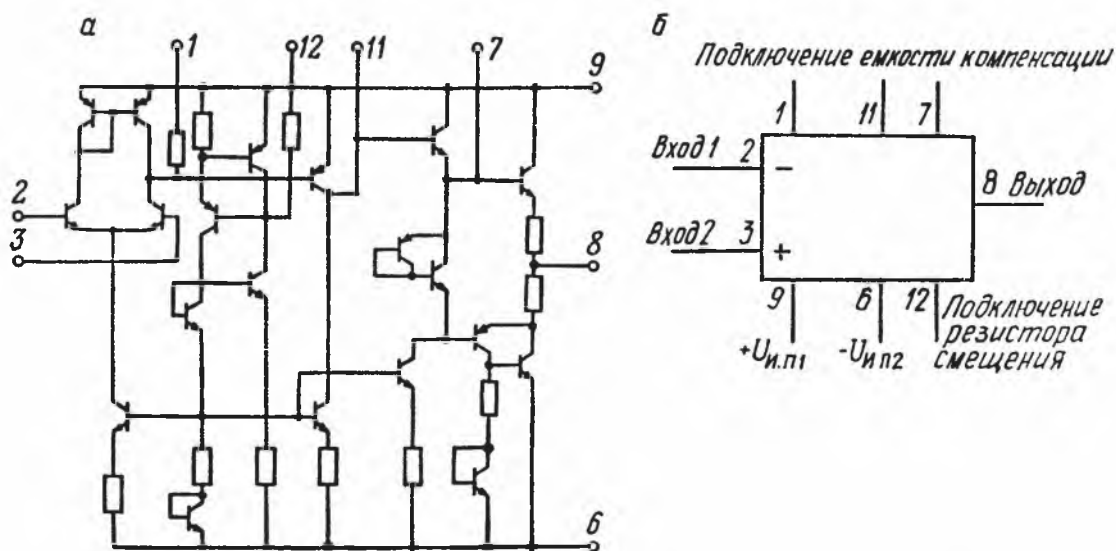 а
1
12
11
7
9
2
3
8
6
б
Подключение емкости компенсации
1
11
7
Вход 1
2
–
8 Выход
Вход 2
3
+
9
6
12
Подключение
резистора
смещения
+Uи.п1
-Uи п2